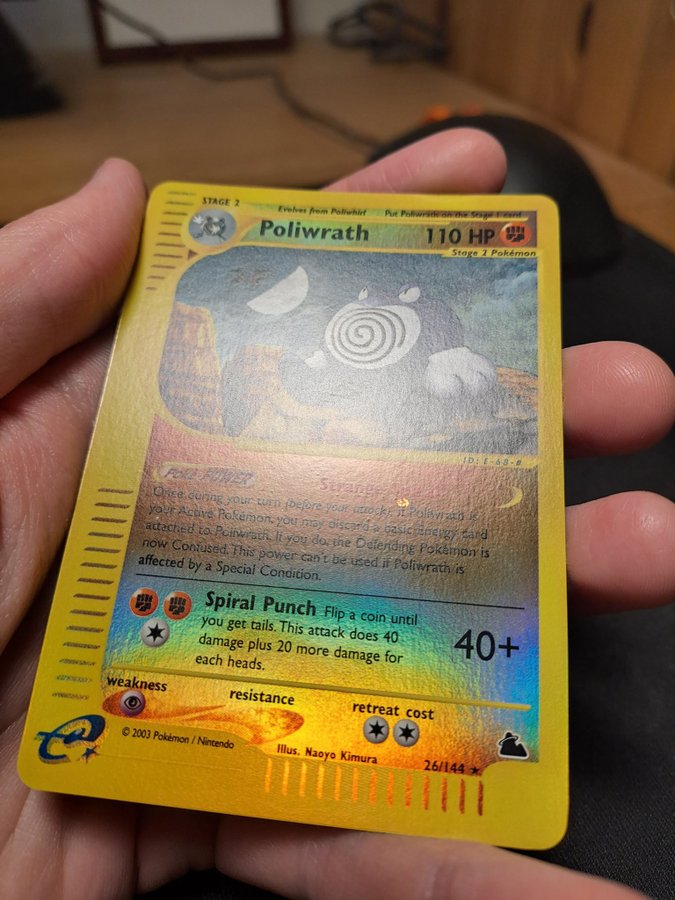 STAGE 2 Evolves from Poliwhirl Put Poliwrath on the Stage 1 card
Poliwrath 110 HP
Stage 2 Pokémon
ID: E-68-#
POKé-POWER
Once during your turn (before your attack), if Poliwrath is
your Active Pokémon, you may discard a basic Energy card
attached to Poliwrath. If you do, the Defending Pokémon is
now Confused. This power can't be used if Poliwrath is
affected by a Special Condition.
Spiral Punch Flip a coin until
you get tails. This attack does 40
damage plus 20 more damage for
each heads.
40+
weakness resistance retreat cost
© 2003 Pokémon / Nintendo
Illus. Naoyo Kimura
26/144 ★
e